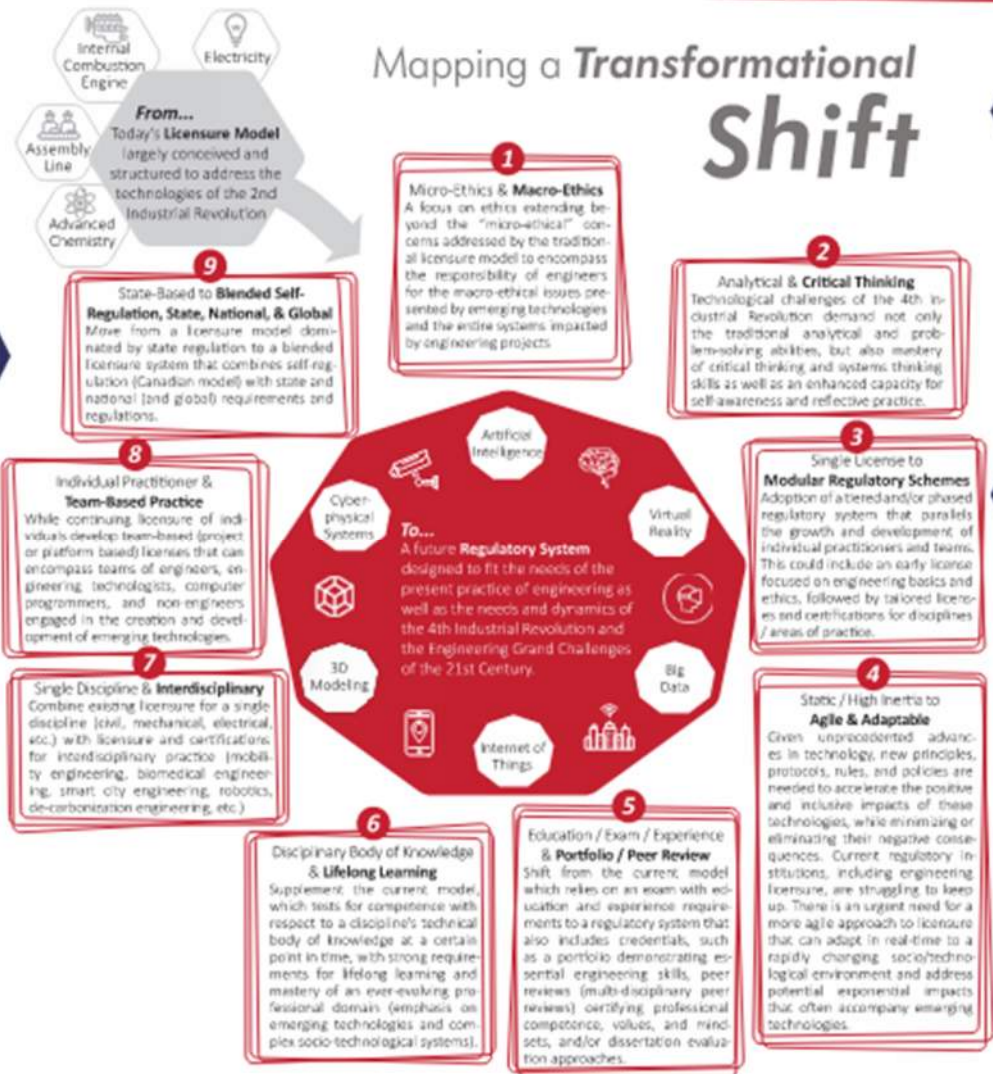 Mapping a Transformational
Shift
Internal
Combustion
Engine
Electricity
Assembly
Line
Advanced
Chemistry
From...
Today's Licensure Model
largely conceived and
structured to address the
technologies of the 2nd
Industrial Revolution
1
Micro-Ethics & Macro-Ethics
A focus on ethics extending be-
yond the "micro-ethical" con-
cerns addressed by the tradition-
al licensure model to encompass
the responsibility of engineers
for the macro-ethical issues pre-
sented by emerging technologies
and the entire systems impacted
by engineering projects
2
Analytical & Critical Thinking
Technological challenges of the 4th In-
dustrial Revolution demand not only
the traditional analytical and prob-
lem-solving abilities, but also mastery
of critical thinking and systems thinking
skills as well as an enhanced capacity for
self-awareness and reflective practice.
3
Single License to
Modular Regulatory Schemes
Adoption of a tiered and/or phased
regulatory system that parallels
the growth and development of
individual practitioners and teams.
This could include an early license
focused on engineering basics and
ethics, followed by tailored licens-
es and certifications for disciplines
/ areas of practice.
4
Static / High Inertia to
Agile & Adaptable
Given unprecedented advanc-
es in technology, new principles,
protocols, rules, and policies are
needed to accelerate the positive
and inclusive impacts of these
technologies, while minimizing or
eliminating their negative conse-
quences. Current regulatory in-
stitutions, including engineering
licensure, are struggling to keep
up. There is an urgent need for a
more agile approach to licensure
that can adapt in real-time to a
rapidly changing socio/techno-
logical environment and address
potential exponential impacts
that often accompany emerging
technologies.
5
Education / Exam / Experience
& Portfolio / Peer Review
Shift from the current model
which relies on an exam with ed-
ucation and experience require-
ments to a regulatory system that
also includes credentials, such
as a portfolio demonstrating es-
sential engineering skills, peer
reviews (multi-disciplinary peer
reviews) certifying professional
competence, values, and mind-
sets, and/or dissertation evalua-
tion approaches.
6
Disciplinary Body of Knowledge
& Lifelong Learning
Supplement the current model,
which tests for competence with
respect to a discipline's technical
body of knowledge at a certain
point in time, with strong require-
ments for lifelong learning and
mastery of an ever-evolving pro-
fessional domain (emphasis on
emerging technologies and com-
plex socio-technological systems).
7
Single Discipline & Interdisciplinary
Combine existing licensure for a single
discipline (civil, mechanical, electrical,
etc.) with licensure and certifications
for interdisciplinary practice (mobili-
ty engineering, biomedical engineer-
ing, smart city engineering, robotics,
de-carbonization engineering, etc.)
8
Individual Practitioner &
Team-Based Practice
While continuing licensure of indi-
viduals develop team-based (project
or platform based) licenses that can
encompass teams of engineers, en-
gineering technologists, computer
programmers, and non-engineers
engaged in the creation and devel-
opment of emerging technologies.
9
State-Based to Blended Self-
Regulation, State, National, & Global
Move from a licensure model domi-
nated by state regulation to a blended
licensure system that combines self-reg-
ulation (Canadian model) with state and
national (and global) requirements and
regulations.
Artificial
Intelligence
Cyber-
physical
Systems
Virtual
Reality
To...
A future Regulatory System
designed to fit the needs of the
present practice of engineering as
well as the needs and dynamics of
the 4th Industrial Revolution and
the Engineering Grand Challenges
of the 21st Century.
3D
Modeling
Big
Data
Internet of
Things